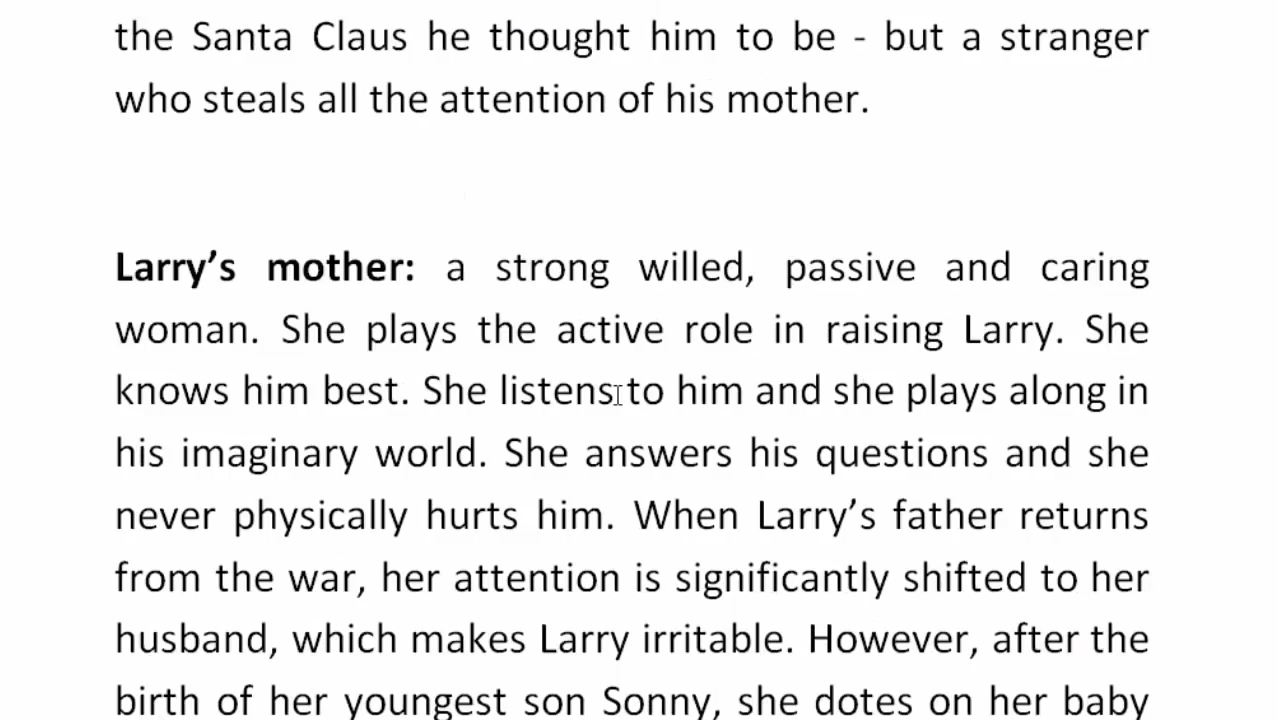 the Santa Claus he thought him to be - but a stranger
who steals all the attention of his mother.
Larry’s mother: a strong willed, passive and caring
woman. She plays the active role in raising Larry. She
knows him best. She listens to him and she plays along in
his imaginary world. She answers his questions and she
never physically hurts him. When Larry’s father returns
from the war, her attention is significantly shifted to her
husband, which makes Larry irritable. However, after the
birth of her youngest son Sonny, she dotes on her baby